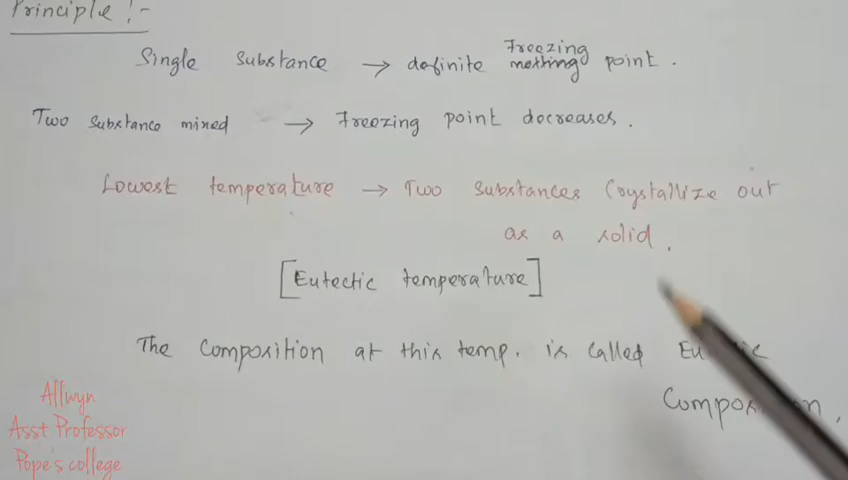 Principle :-
Single substance → definite Freezing melting point.
Two substance mixed → Freezing point decreases.
Lowest temperature → Two substances Crystallize out
as a solid.
[Eutectic temperature]
The Composition at this temp. is called
Allwyn
Asst Professor
Pope's college